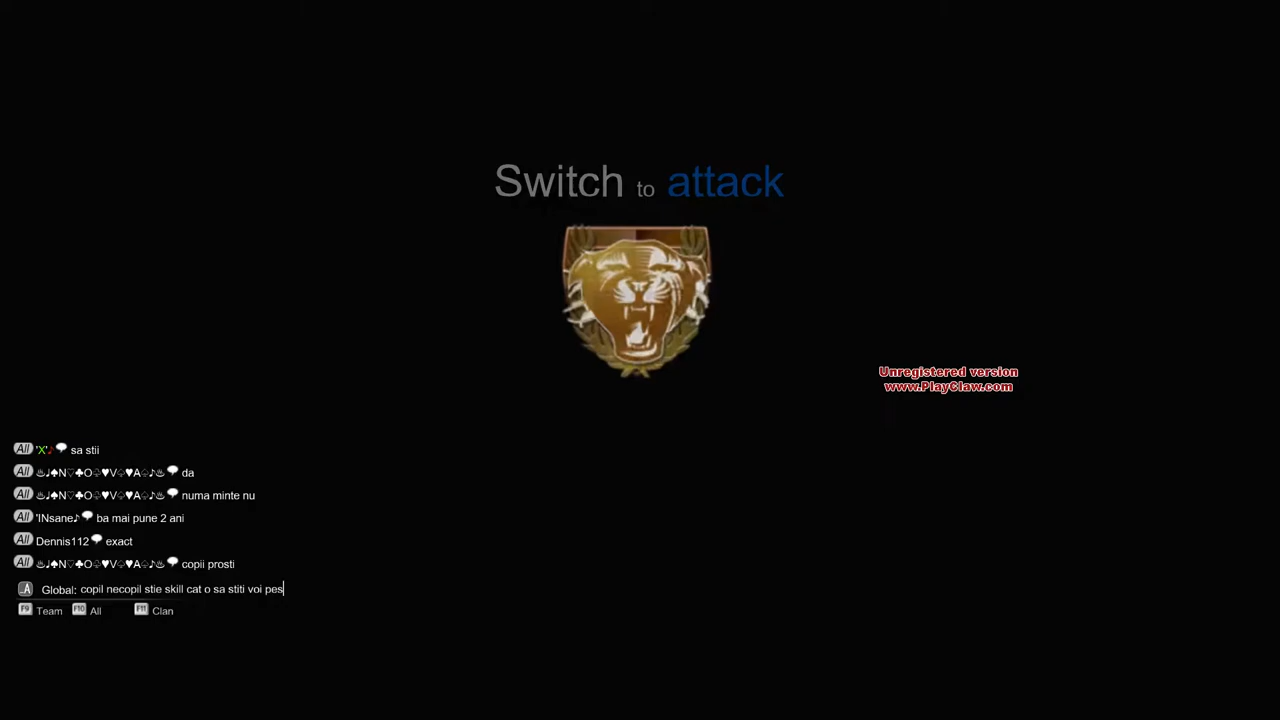 Switch to attack
Unregistered version
www.PlayClaw.com
All 'X'♪ sa stii
All ♨♩♠N♡♣O♤♥V♤♥A♤♪♨ da
All ♨♩♠N♡♣O♤♥V♤♥A♤♪♨ numa minte nu
All 'INsane♪ ba mai pune 2 ani
All Dennis112 exact
All ♨♩♠N♡♣O♤♥V♤♥A♤♪♨ copii prosti
A Global: copil necopil stie skill cat o sa stiti voi pes
F9 Team F10 All F11 Clan